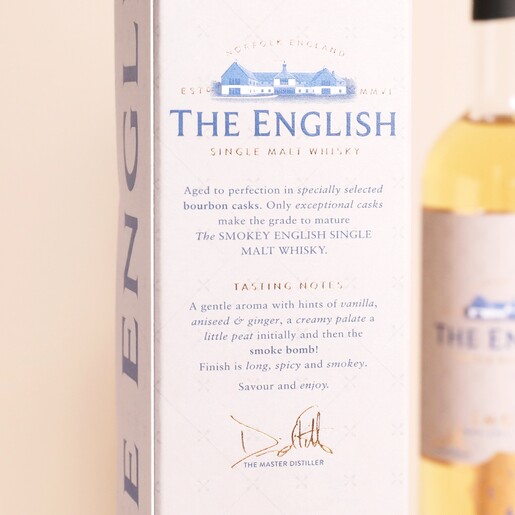 NORFOLK ENGLAND
ESTD MMVI
THE ENGLISH
SINGLE MALT WHISKY
Aged to perfection in specially selected
bourbon casks. Only exceptional casks
make the grade to mature
The SMOKEY ENGLISH SINGLE
MALT WHISKY.
TASTING NOTES
A gentle aroma with hints of vanilla,
aniseed & ginger, a creamy palate a
little peat initially and then the
smoke bomb!
Finish is long, spicy and smokey.
Savour and enjoy.
THE MASTER DISTILLER
E ENGL
THE EN